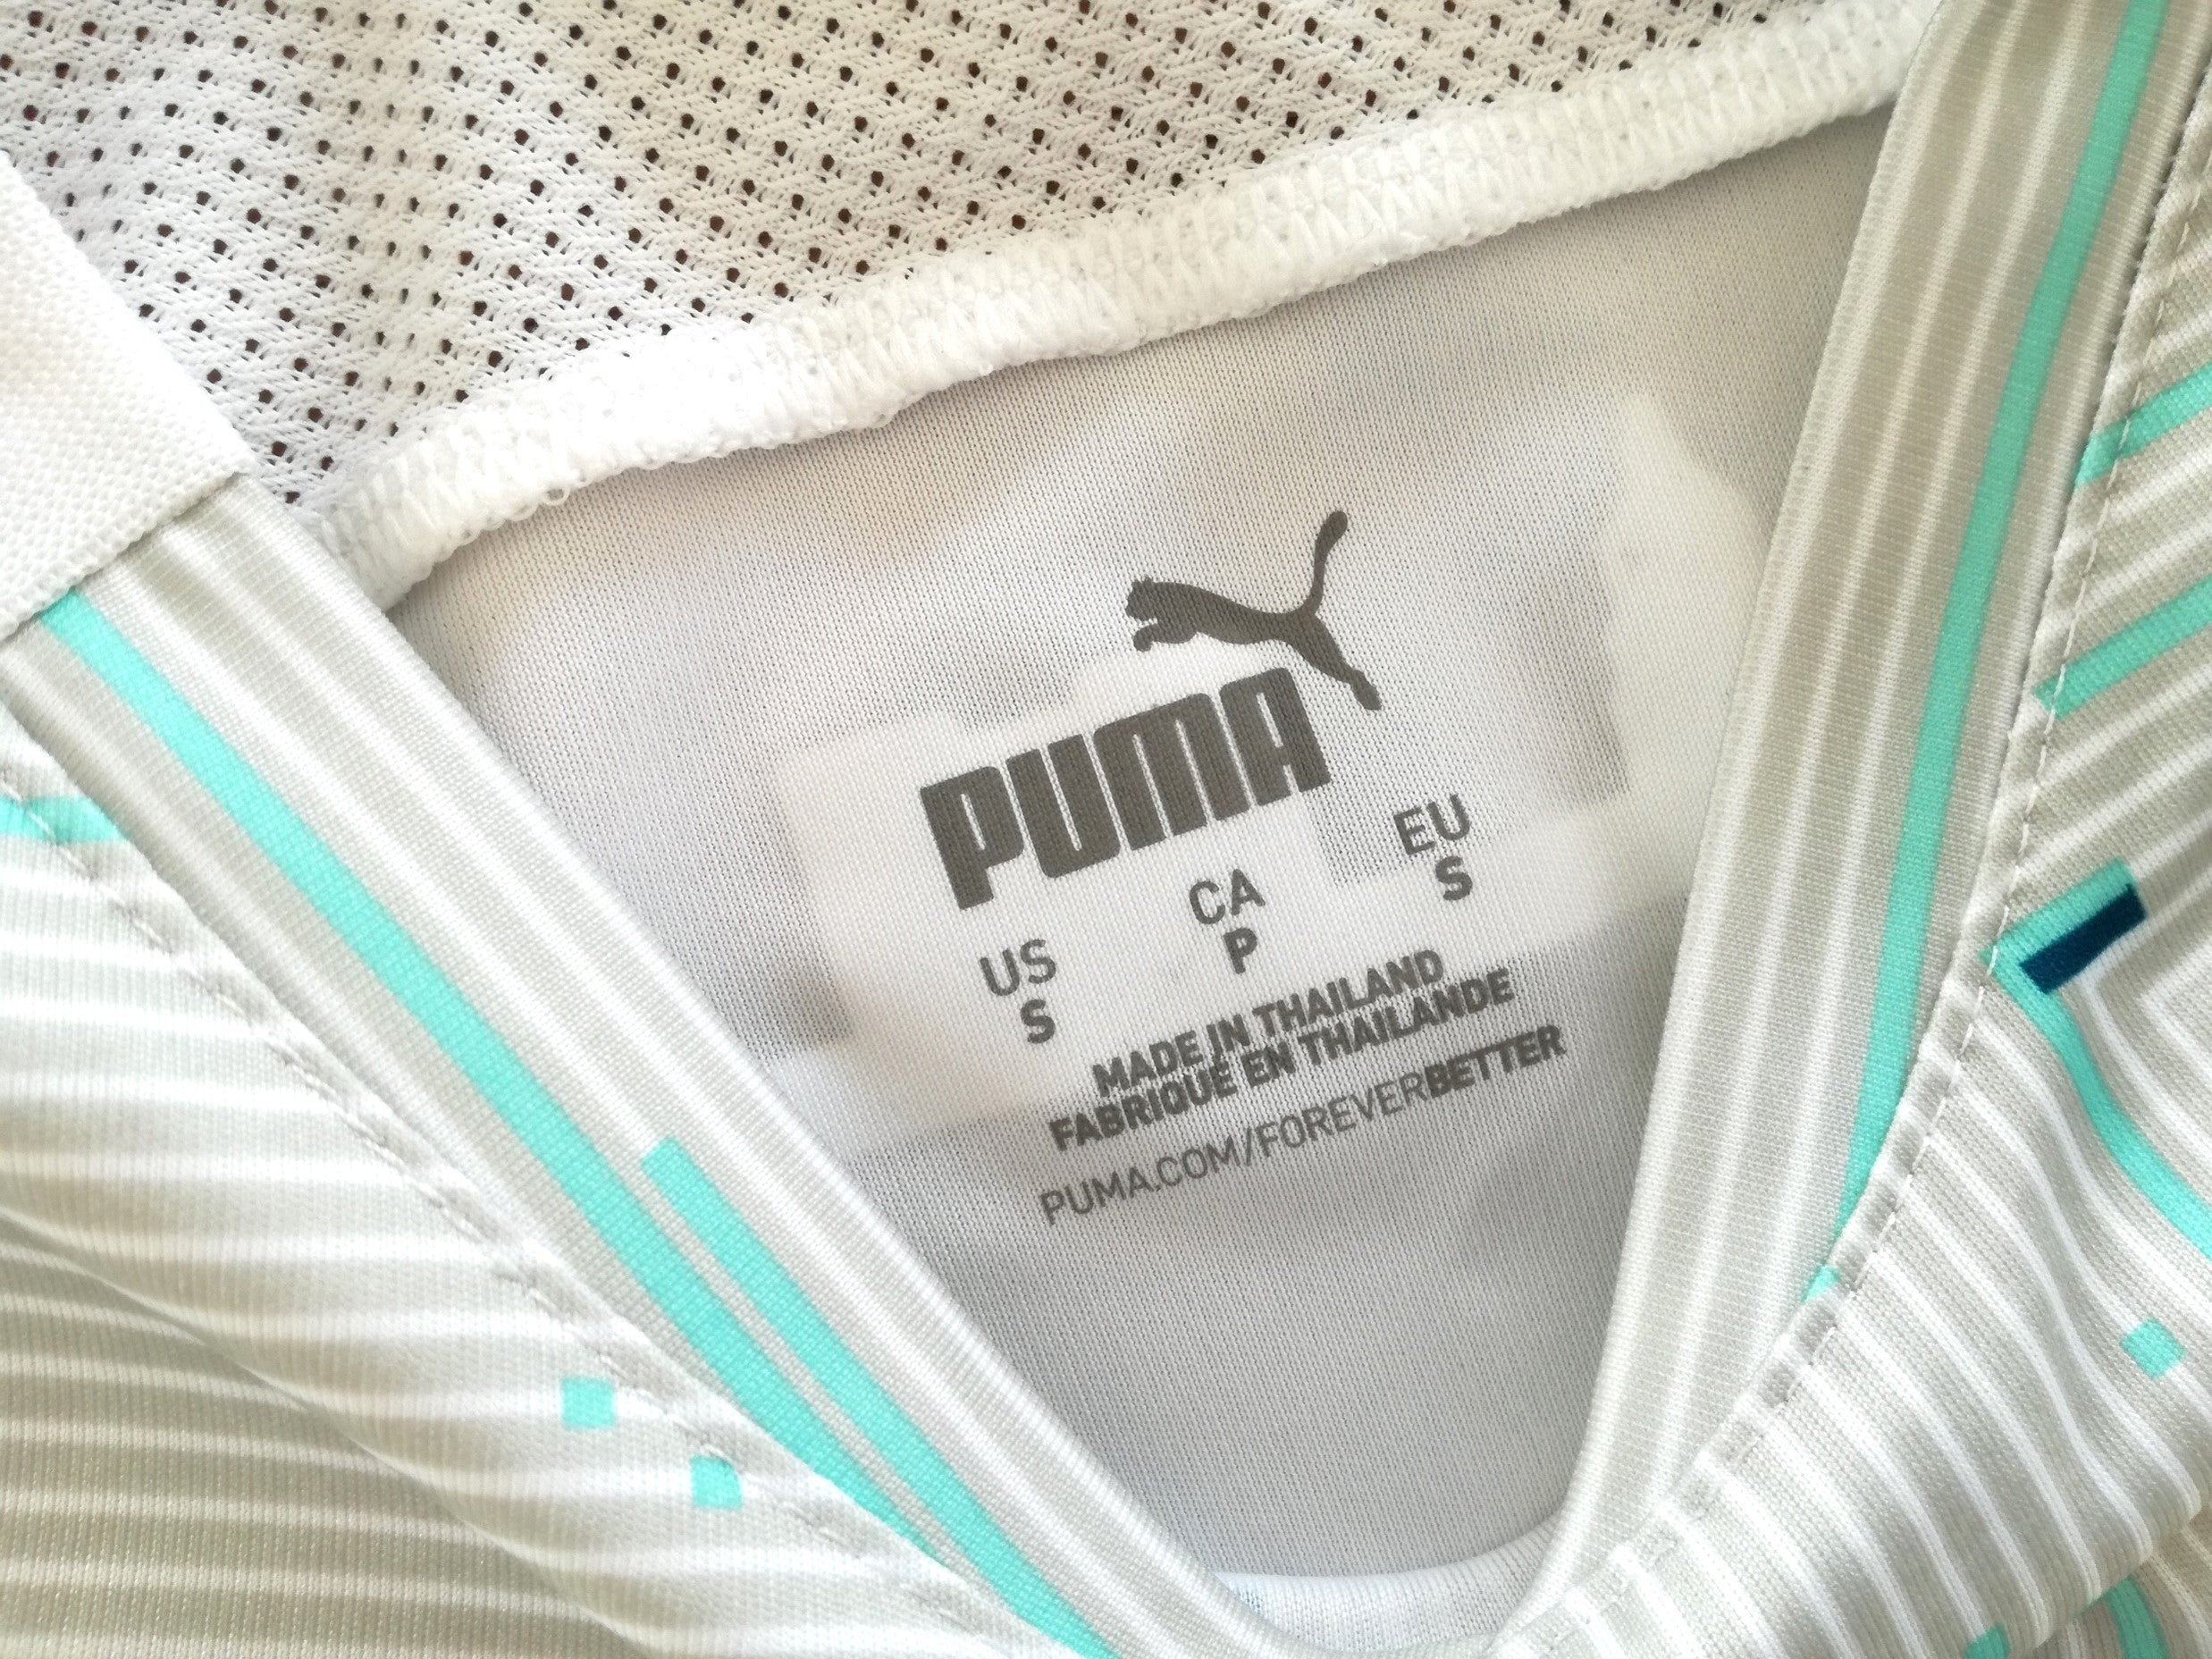 PUMA
US CA EU
S P S
MADE IN THAILAND
FABRIQUÉ EN THAILANDE
PUMA.COM/FOREVERBETTER